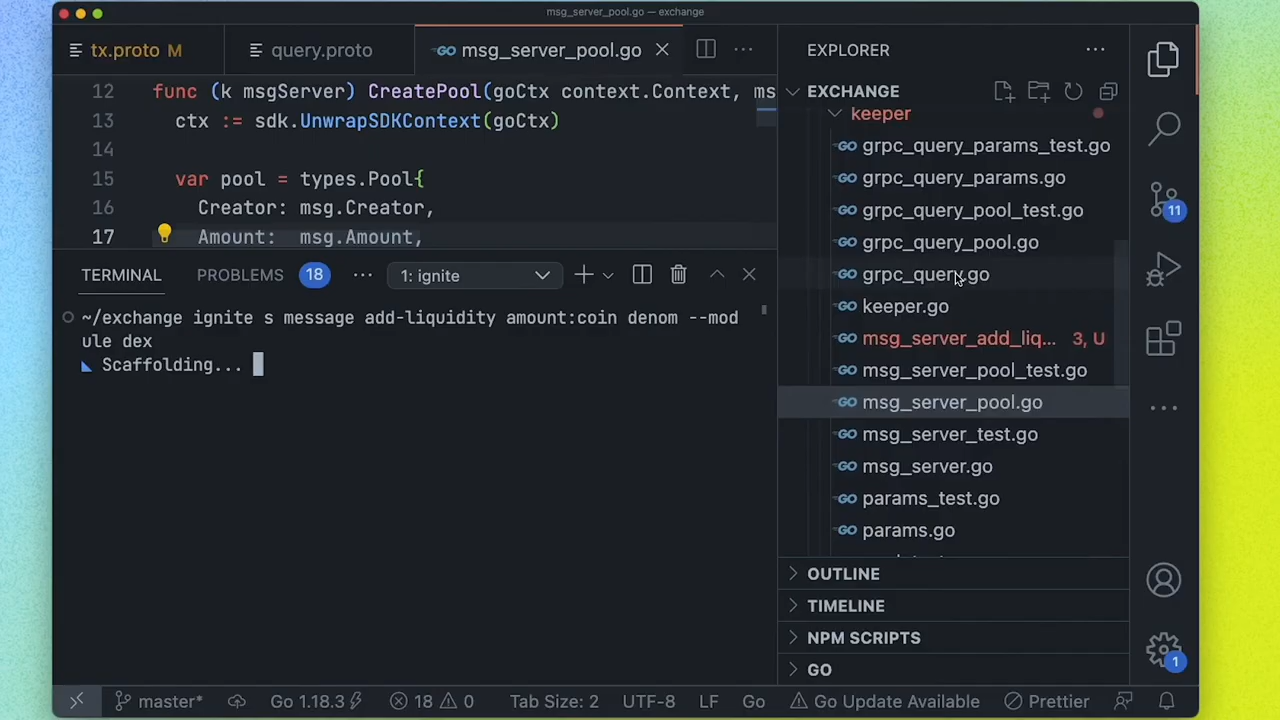 msg_server_pool.go — exchange
tx.proto M
query.proto
msg_server_pool.go
12 func (k msgServer) CreatePool(goCtx context.Context, ms
13 ctx := sdk.UnwrapSDKContext(goCtx)
14
15 var pool = types.Pool{
16 Creator: msg.Creator,
17 Amount: msg.Amount,
TERMINAL PROBLEMS 18 ··· 1: ignite
~/exchange ignite s message add-liquidity amount:coin denom --mod
ule dex
Scaffolding...
EXPLORER
EXCHANGE
keeper
grpc_query_params_test.go
grpc_query_params.go
grpc_query_pool_test.go
grpc_query_pool.go
grpc_query.go
keeper.go
msg_server_add_liq... 3, U
msg_server_pool_test.go
msg_server_pool.go
msg_server_test.go
msg_server.go
params_test.go
params.go
OUTLINE
TIMELINE
NPM SCRIPTS
GO
11
1
master* Go 1.18.3 18 0 Tab Size: 2 UTF-8 LF Go Go Update Available Prettier